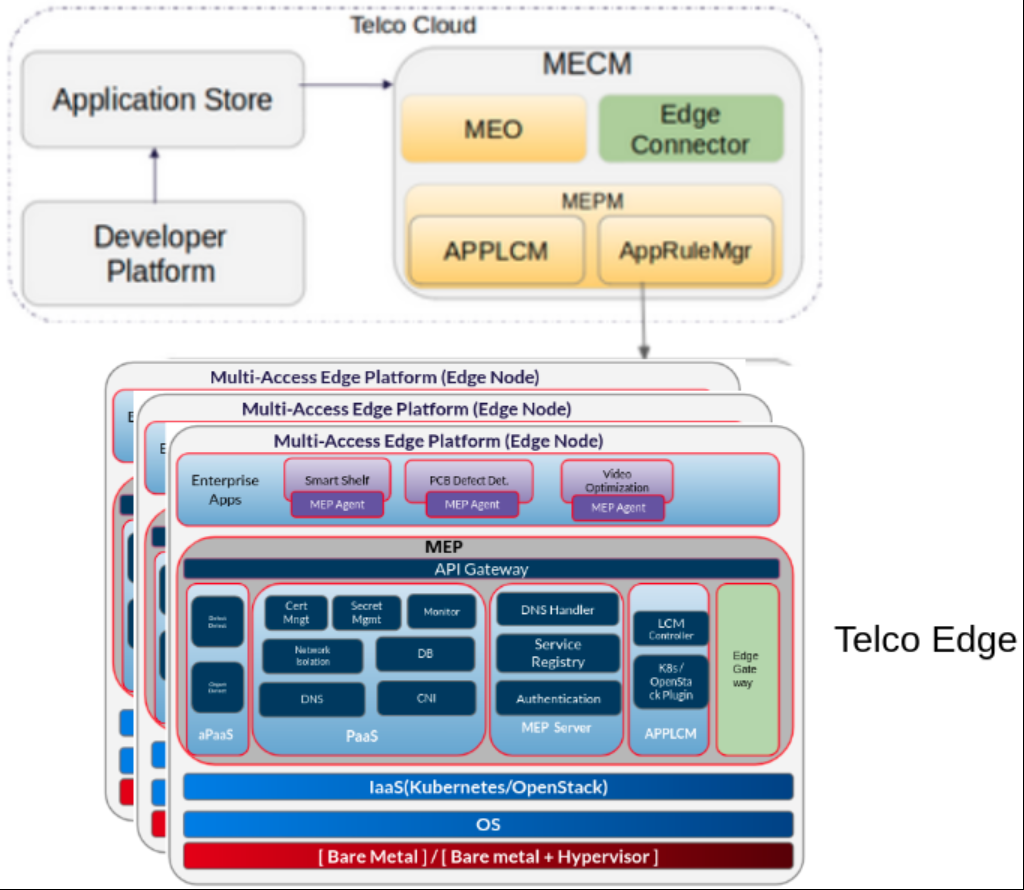 Telco Cloud
Application Store
Developer
Platform
MECM
MEO
Edge
Connector
MEPM
APPLCM
AppRuleMgr
Multi-Access Edge Platform (Edge Node)
Multi-Access Edge Platform (Edge Node)
Multi-Access Edge Platform (Edge Node)
E
E
Enterprise
Apps
Smart Shelf
MEP Agent
PCB Defect Det.
MEP Agent
Video
Optimization
MEP Agent
MEP
API Gateway
aPaaS
Cert
Mngt
Secret
Mgmt
Monitor
Network
Isolation
DB
DNS
CNI
PaaS
DNS Handler
Service
Registry
Authentication
MEP Server
LCM
Controller
K8s /
OpenSta
ck Plugin
APPLCM
Edge
Gate
way
Telco Edge
IaaS(Kubernetes/OpenStack)
OS
[ Bare Metal ] / [ Bare metal + Hypervisor ]